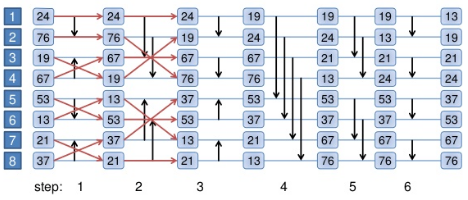 1 24 24 24 19 19 19 13
2 76 76 19 24 24 13 19
3 19 67 67 21 21 21 21
4 67 19 76 76 13 24 24
5 53 13 37 53 37 37 37
6 13 53 53 37 53 53 53
7 21 37 13 21 67 67 67
8 37 21 21 13 76 76 76
step: 1 2 3 4 5 6